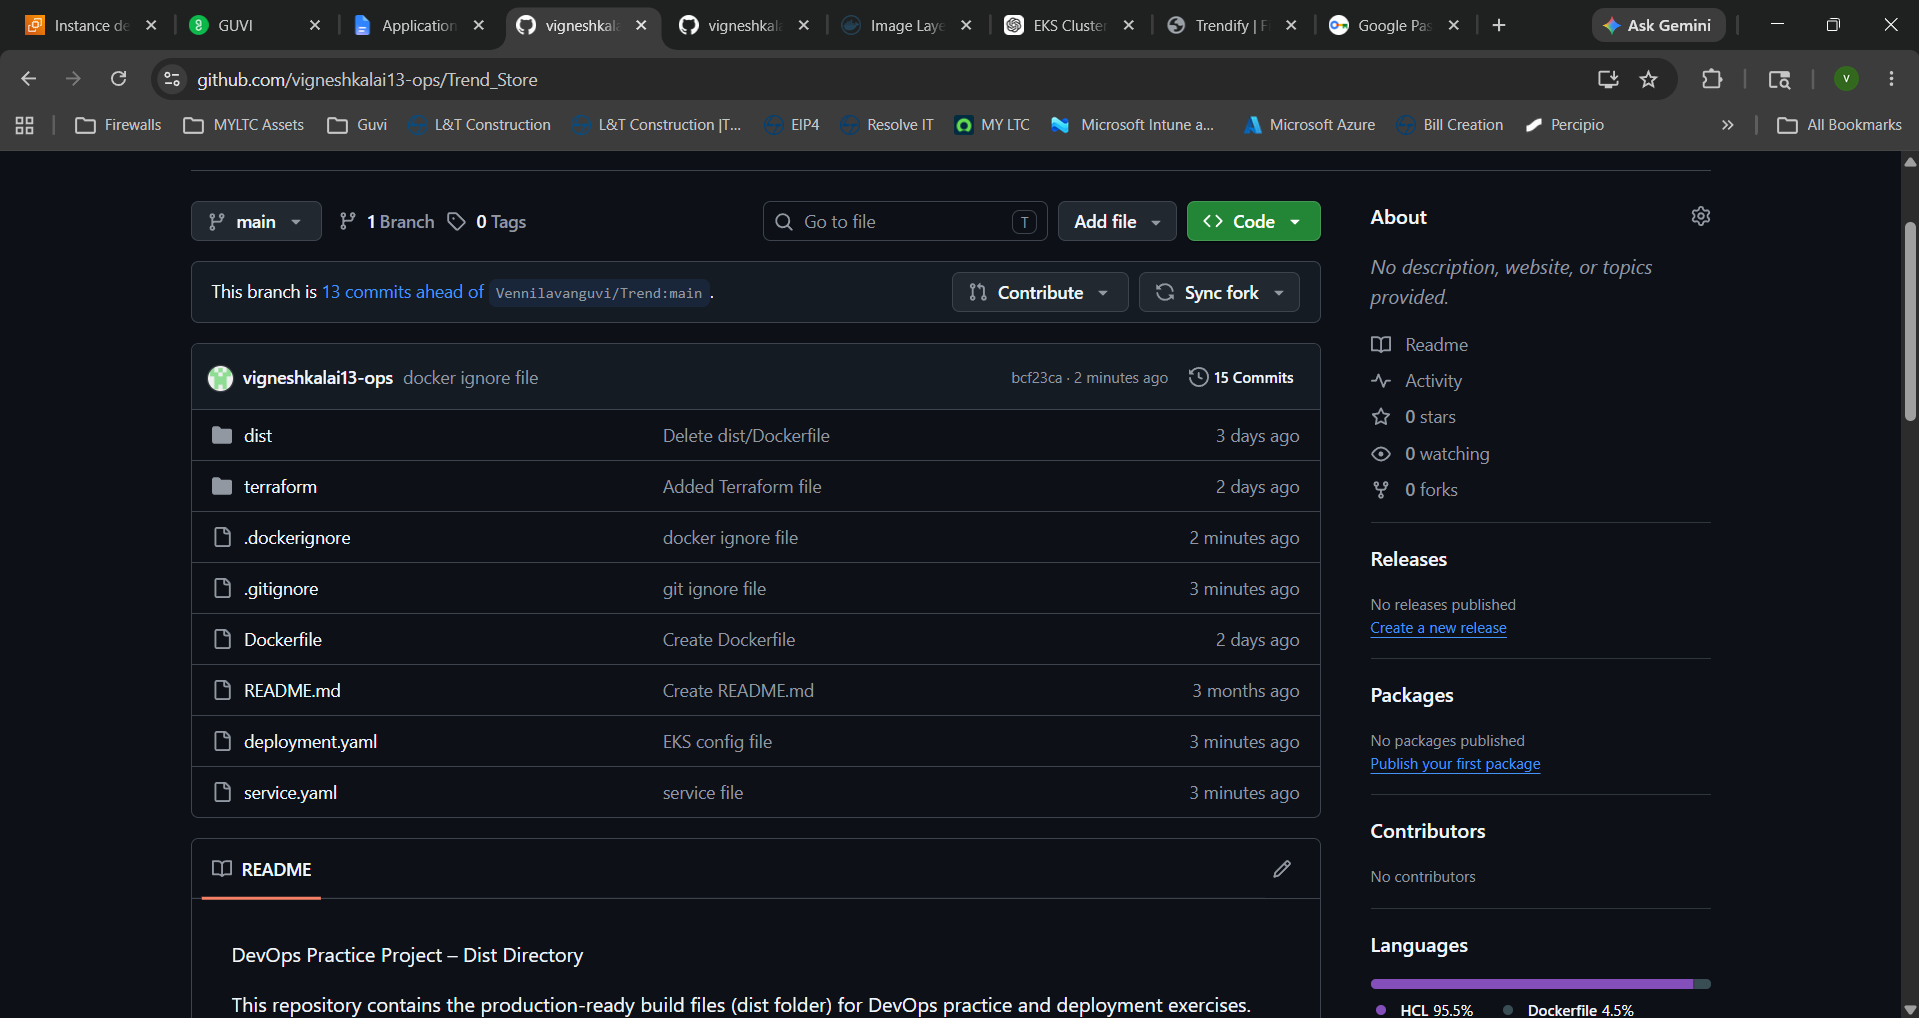 Instance de
GUVI
Application
vigneshkala
vigneshkala
Image Laye
EKS Cluster
Trendify | F
Google Pas
Ask Gemini
github.com/vigneshkalai13-ops/Trend_Store
V
Firewalls
MYLTC Assets
Guvi
L&T Construction
L&T Construction |T...
EIP4
Resolve IT
MY LTC
Microsoft Intune a...
Microsoft Azure
Bill Creation
Percipio
All Bookmarks
main
1 Branch
0 Tags
Go to file
T
Add file
Code
This branch is 13 commits ahead of Vennilavanguvi/Trend:main .
Contribute
Sync fork
vigneshkalai13-ops docker ignore file
bcf23ca · 2 minutes ago
15 Commits
dist Delete dist/Dockerfile 3 days ago
terraform Added Terraform file 2 days ago
.dockerignore docker ignore file 2 minutes ago
.gitignore git ignore file 3 minutes ago
Dockerfile Create Dockerfile 2 days ago
README.md Create README.md 3 months ago
deployment.yaml EKS config file 3 minutes ago
service.yaml service file 3 minutes ago
README
DevOps Practice Project – Dist Directory
This repository contains the production-ready build files (dist folder) for DevOps practice and deployment exercises.
About
No description, website, or topics
provided.
Readme
Activity
0 stars
0 watching
0 forks
Releases
No releases published
Create a new release
Packages
No packages published
Publish your first package
Contributors
No contributors
Languages
HCL 95.5%
Dockerfile 4.5%